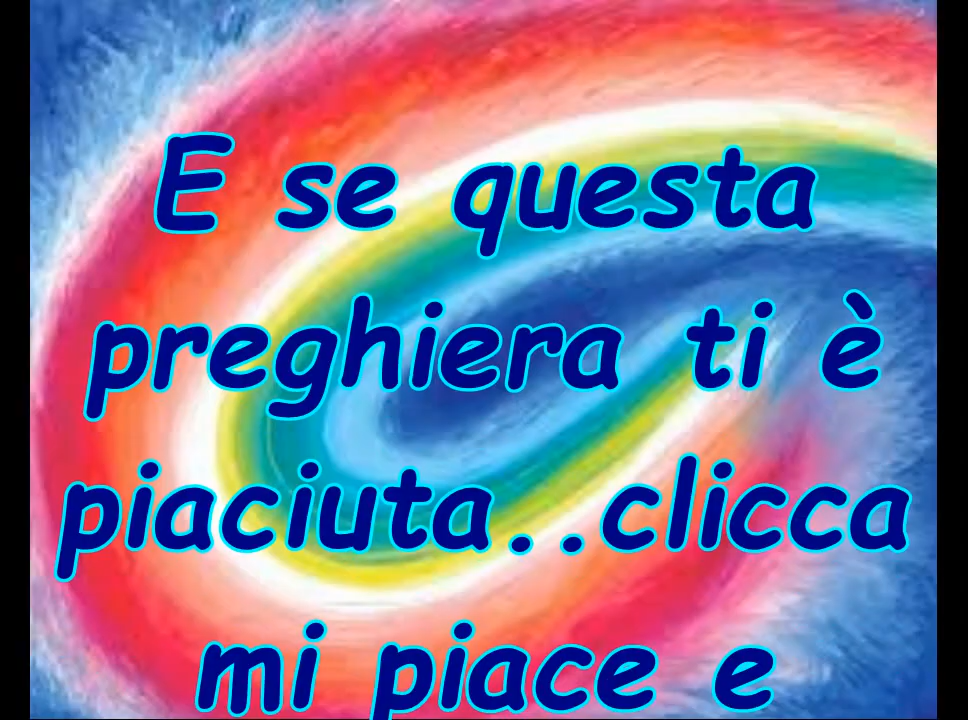 E se questa
preghiera ti è
piaciuta..clicca
mi piace e